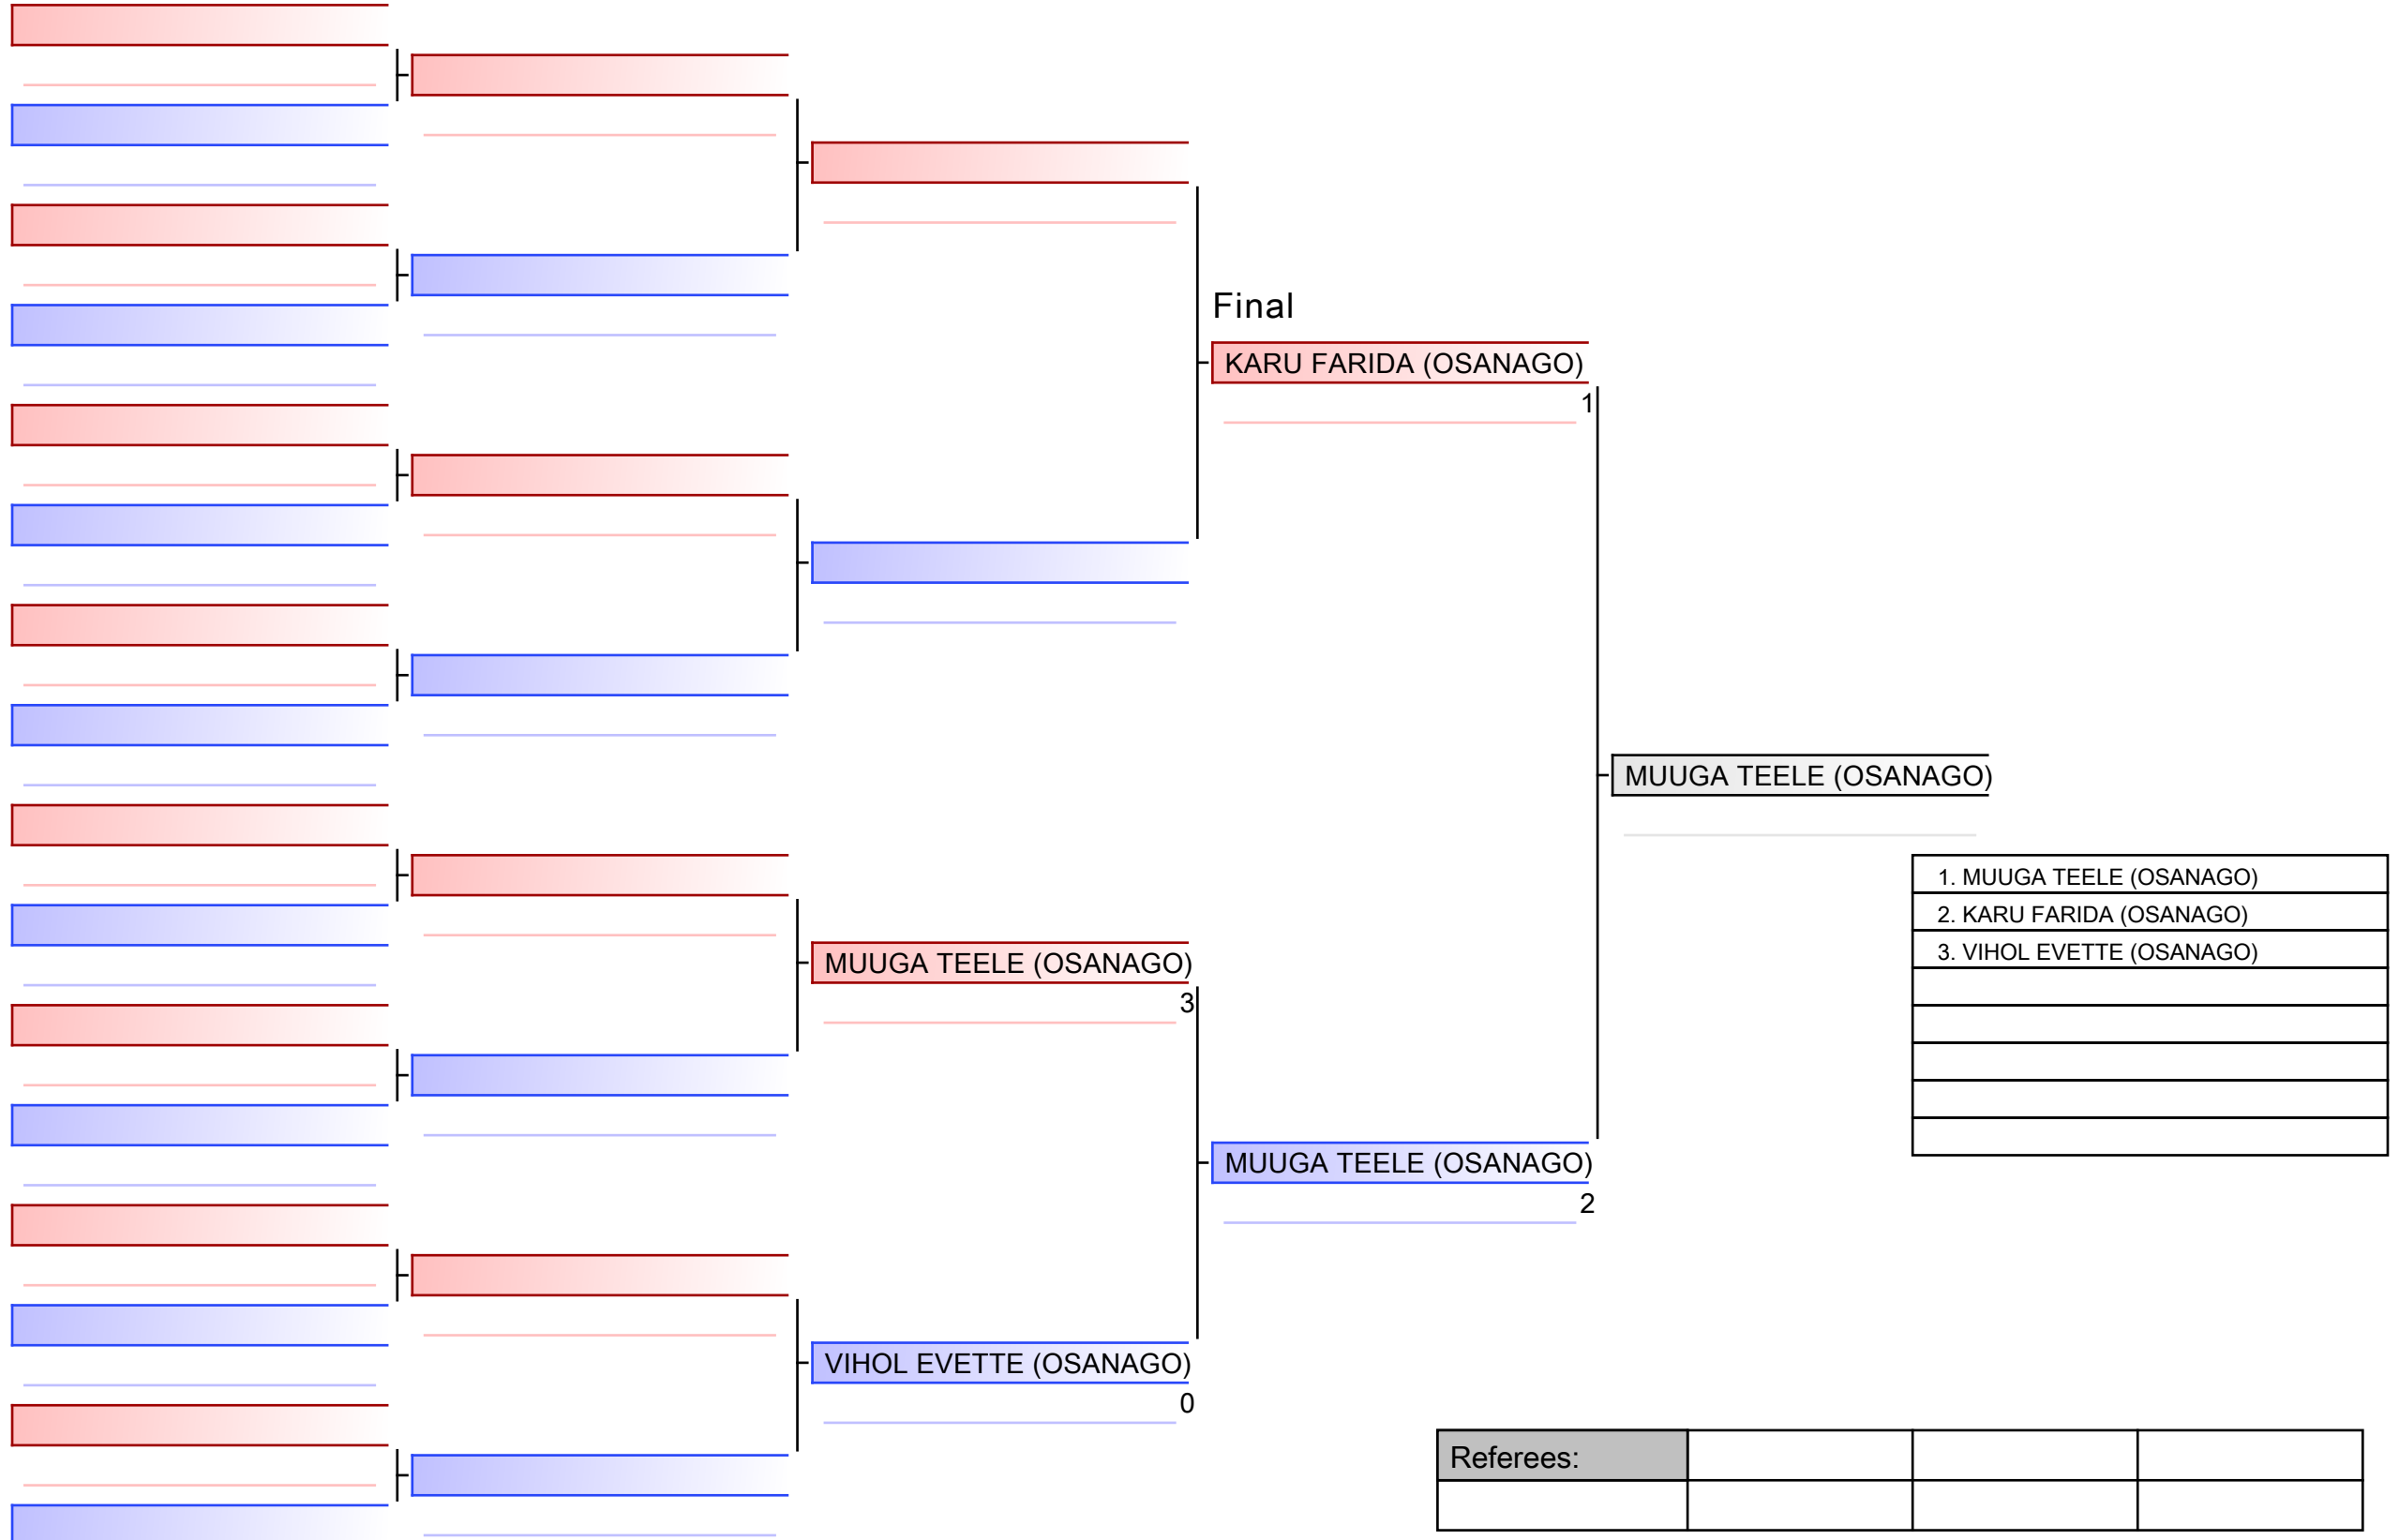 Final
KARU FARIDA (OSANAGO)
1
MUUGA TEELE (OSANAGO)
1. MUUGA TEELE (OSANAGO)
2. KARU FARIDA (OSANAGO)
3. VIHOL EVETTE (OSANAGO)
MUUGA TEELE (OSANAGO)
3
MUUGA TEELE (OSANAGO)
2
VIHOL EVETTE (OSANAGO)
0
Referees: